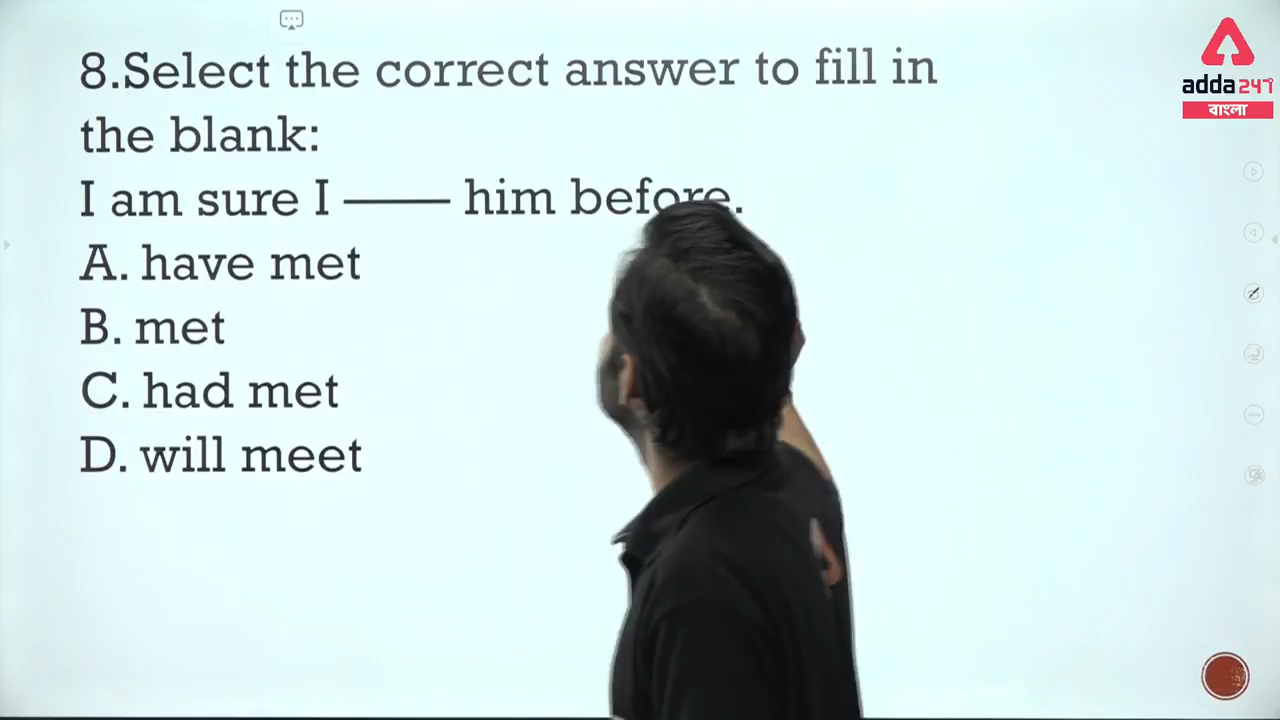 8.Select the correct answer to fill in
the blank:
I am sure I —— him before.
A. have met
B. met
C. had met
D. will meet
adda247
বাংলা